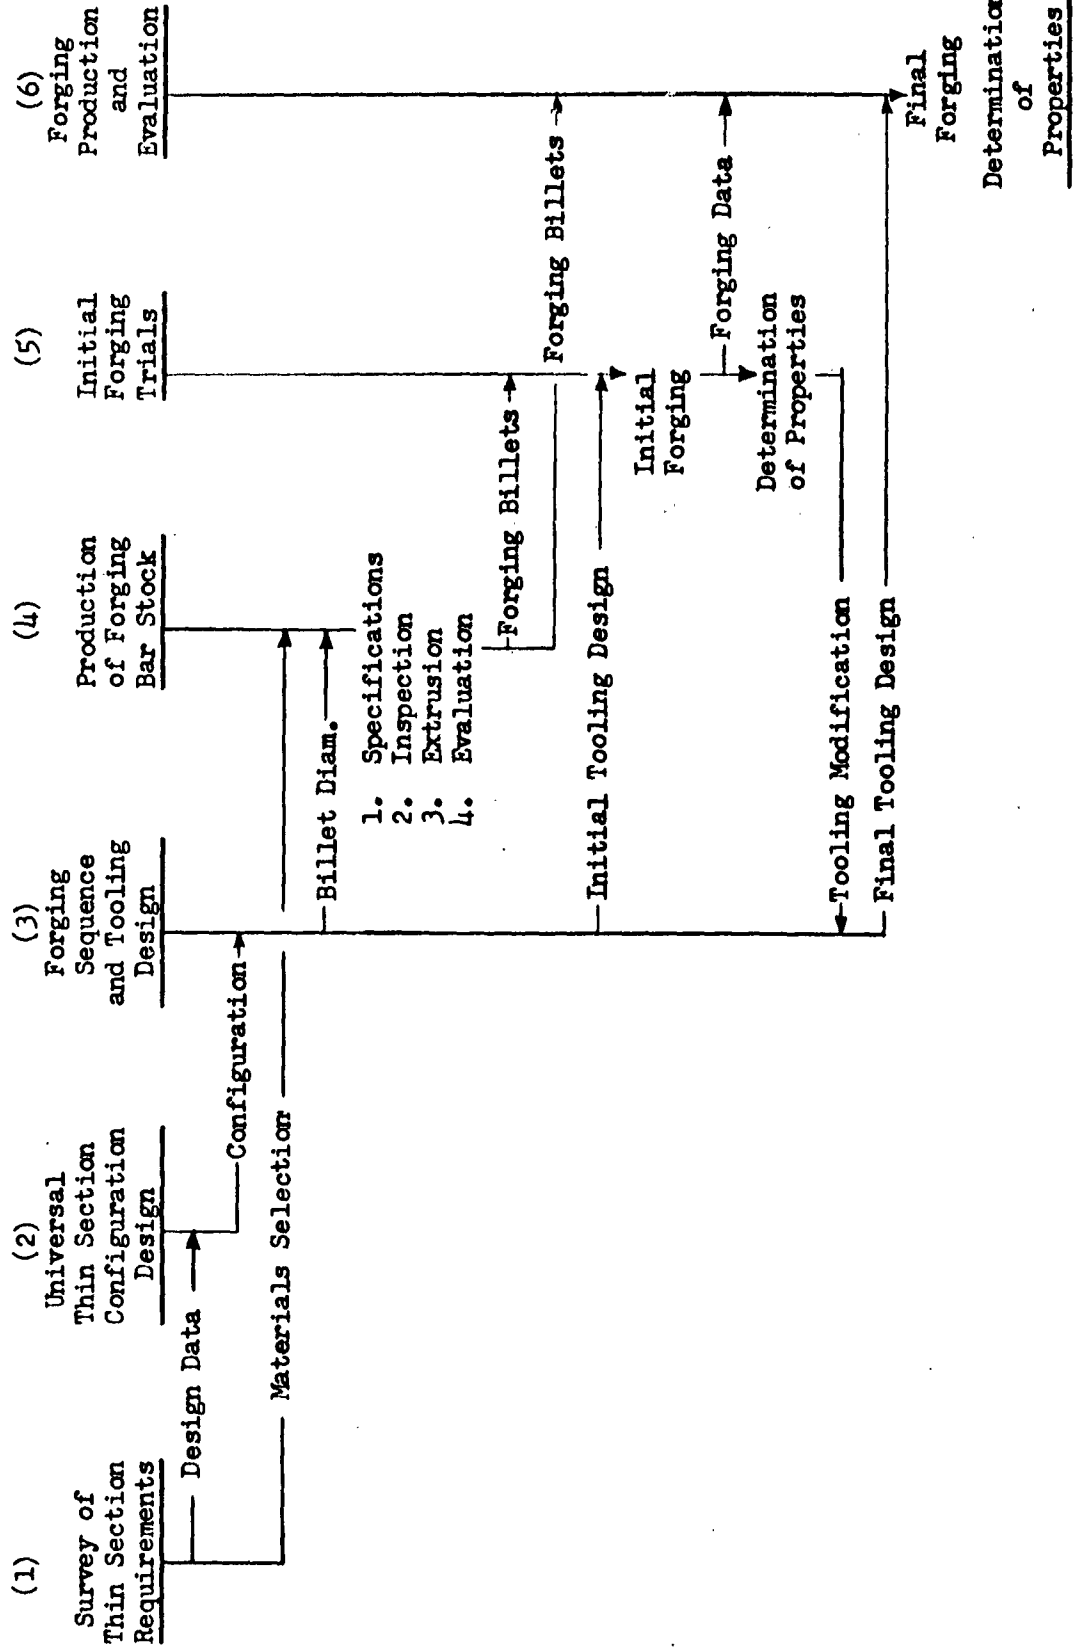 (1)
Survey of
Thin Section
Requirements
(2)
Universal
Thin Section
Configuration
Design
(3)
Forging
Sequence
and Tooling
Design
(4)
Production
of Forging
Bar Stock
(5)
Initial
Forging
Trials
(6)
Forging
Production
and
Evaluation
Design Data
Configuration
Materials Selection
Billet Diam.
1. Specifications
2. Inspection
3. Extrusion
4. Evaluation
Forging Billets
Forging Billets
Initial Tooling Design
Initial
Forging
Forging Data
Determination
of Properties
Tooling Modification
Final Tooling Design
Final
Forging
Determination
of
Properties